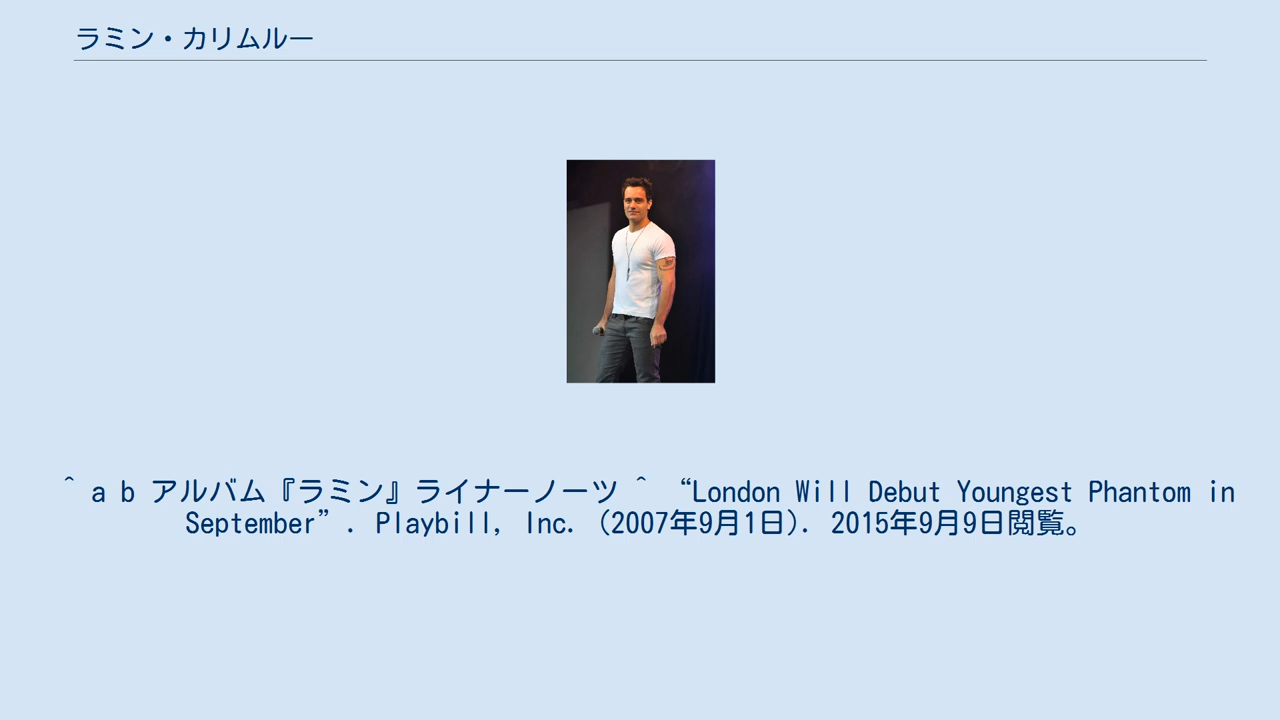 ラミン・カリムルー
^ a b アルバム『ラミン』ライナーノーツ ^ “London Will Debut Youngest Phantom in
September”. Playbill, Inc. (2007年9月1日). 2015年9月9日閲覧。